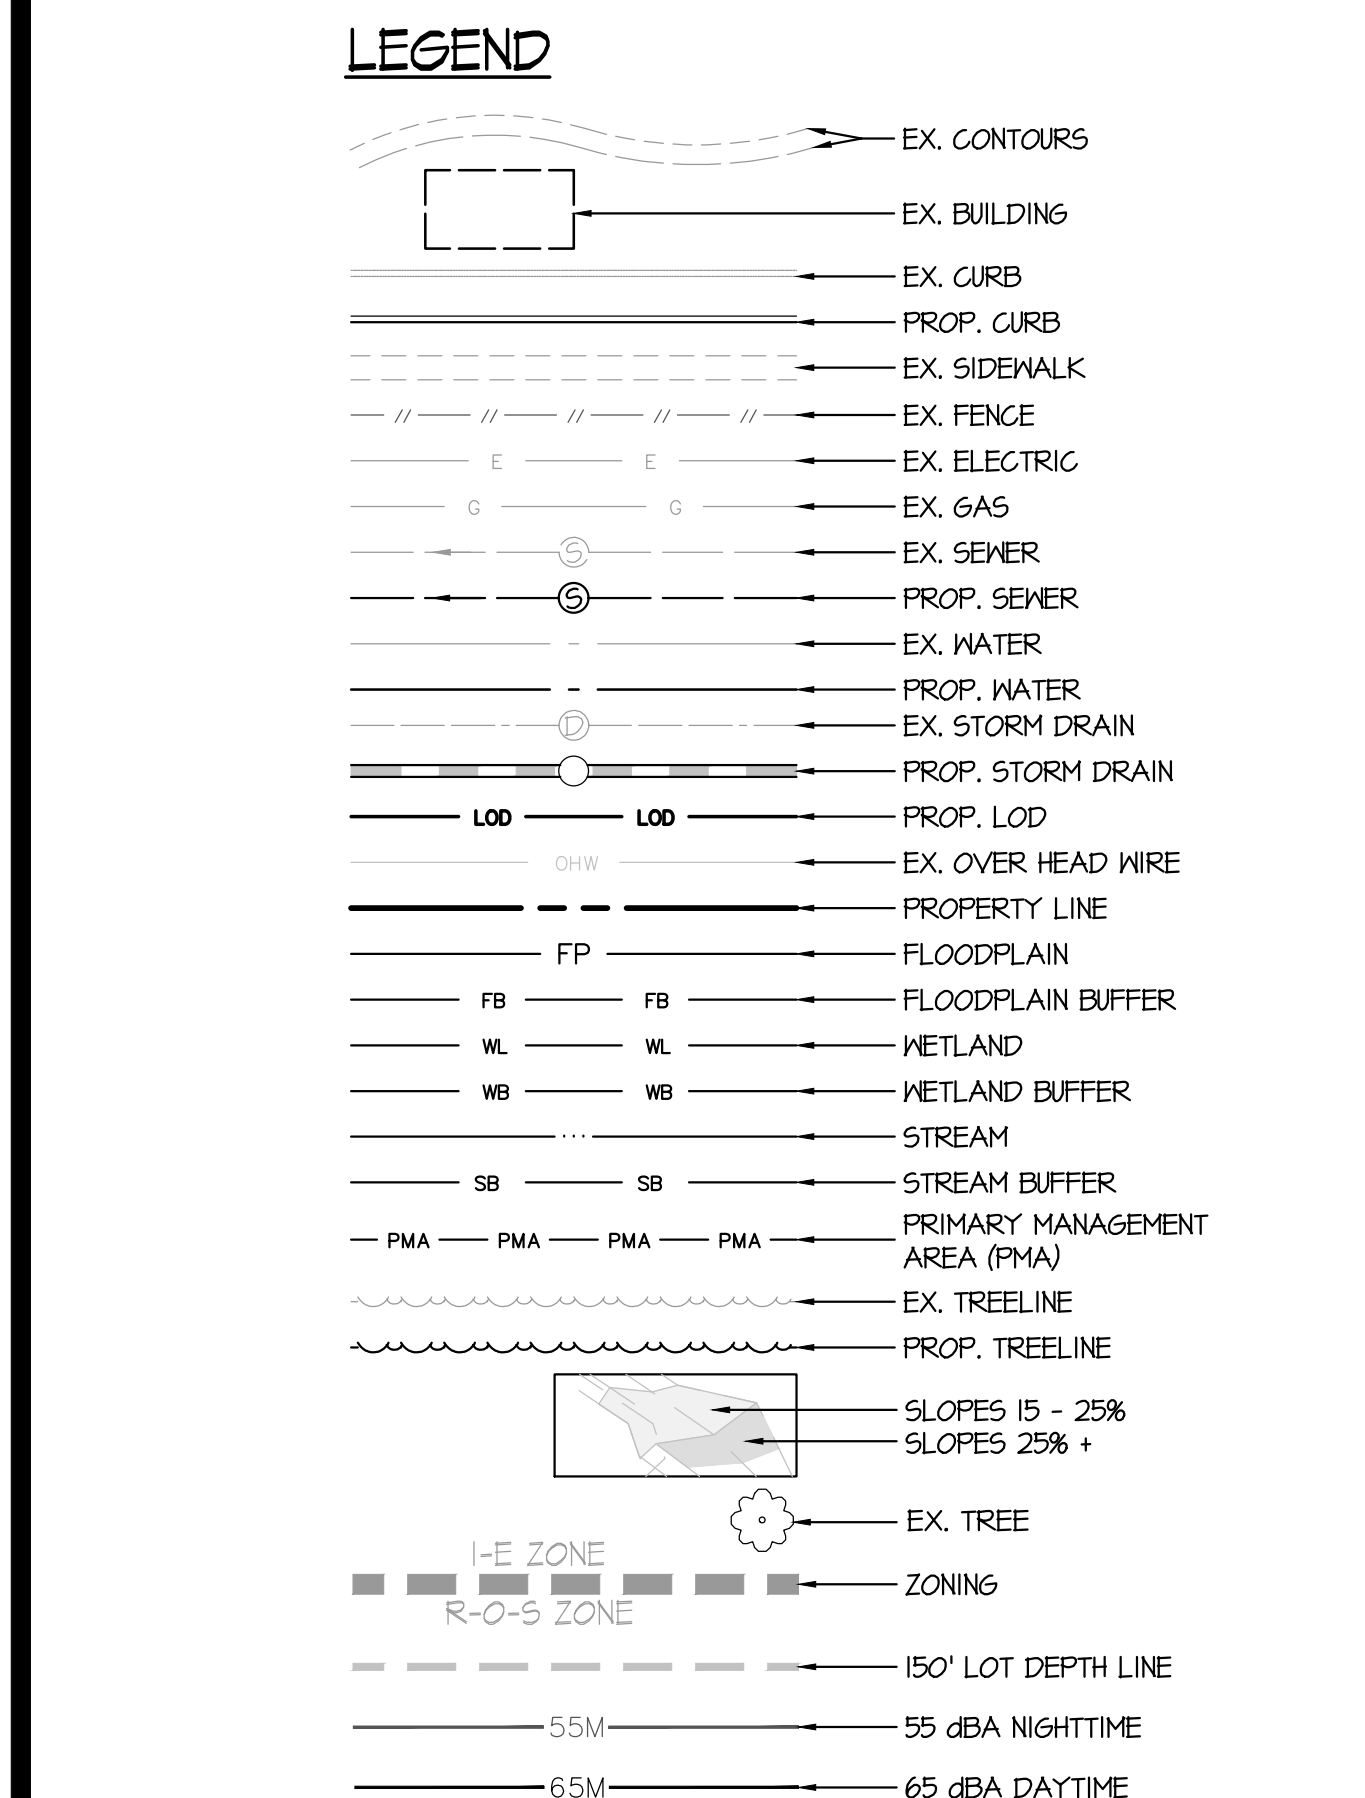 LEGEND
EX. CONTOURS
EX. BUILDING
EX. CURB
PROP. CURB
EX. SIDEWALK
// // // // // EX. FENCE
E E EX. ELECTRIC
G G EX. GAS
S EX. SEWER
S PROP. SEWER
EX. WATER
PROP. WATER
D EX. STORM DRAIN
PROP. STORM DRAIN
LOD LOD PROP. LOD
OHW EX. OVER HEAD WIRE
PROPERTY LINE
FP FLOODPLAIN
FB FB FLOODPLAIN BUFFER
WL WL WETLAND
WB WB WETLAND BUFFER
STREAM
SB SB STREAM BUFFER
PMA PMA PMA PMA PRIMARY MANAGEMENT
AREA (PMA)
EX. TREELINE
PROP. TREELINE
SLOPES 15 - 25%
SLOPES 25% +
EX. TREE
I-E ZONE
ZONING
R-O-S ZONE
150' LOT DEPTH LINE
55M 55 dBA NIGHTTIME
65M 65 dBA DAYTIME